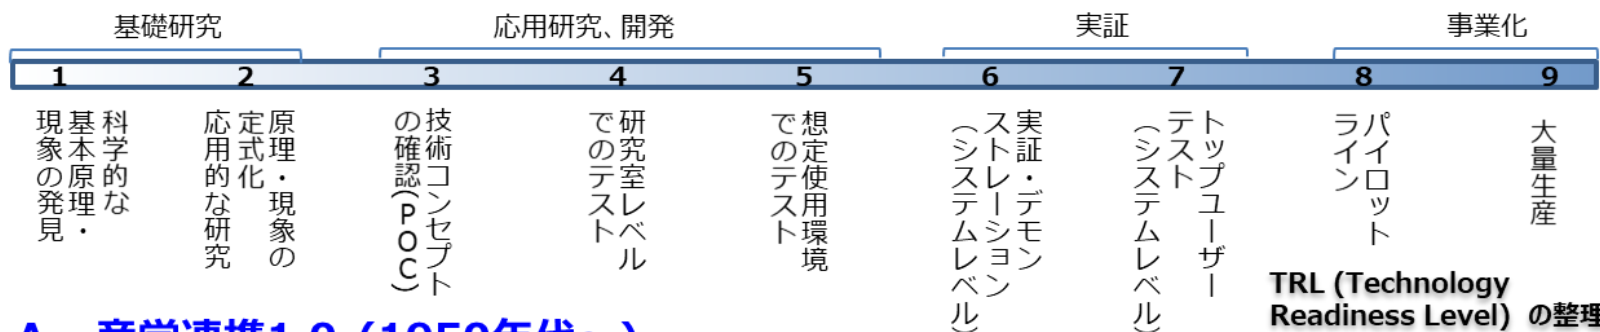 基礎研究
応用研究、開発
実証
事業化
1
2
3
4
5
6
7
8
9
科学的な
基本原理・
現象の発見
原理・現象の
定式化
応用的な研究
技術コンセプト
の確認(POC)
研究室レベル
でのテスト
想定使用環境
でのテスト
実証・デモン
ストレーション
(システムレベル)
トップユーザー
テスト
(システムレベル)
パイロット
ライン
大量生産
TRL (Technology
Readiness Level) の整理